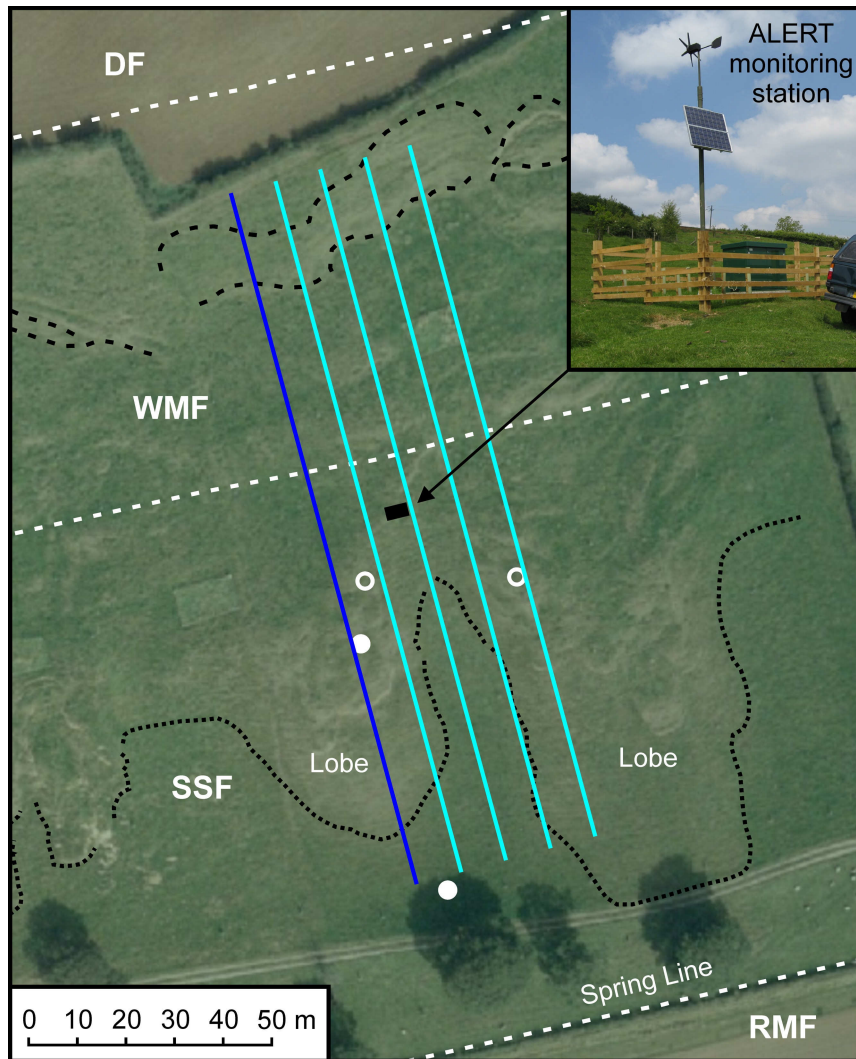 DF
ALERT
monitoring
station
WMF
Lobe
Lobe
SSF
Spring Line
RMF
0 10 20 30 40 50 m